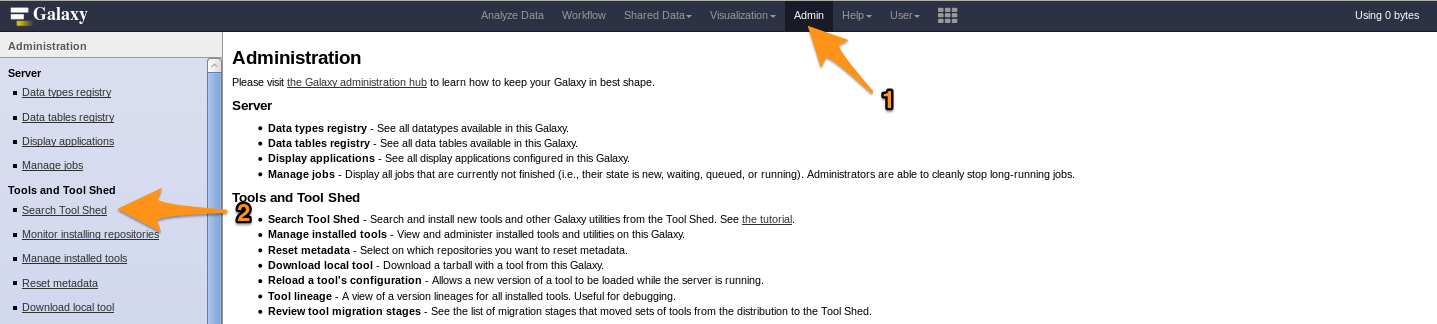 Galaxy
Analyze Data Workflow Shared Data Visualization Admin Help User Using 0 bytes
1
Administration
Server
Data types registry
Data tables registry
Display applications
Manage jobs
Tools and Tool Shed
Search Tool Shed
2
Monitor installing repositories
Manage installed tools
Reset metadata
Download local tool
Administration
Please visit the Galaxy administration hub to learn how to keep your Galaxy in best shape.
Server
• Data types registry - See all datatypes available in this Galaxy.
• Data tables registry - See all data tables available in this Galaxy.
• Display applications - See all display applications configured in this Galaxy.
• Manage jobs - Display all jobs that are currently not finished (i.e., their state is new, waiting, queued, or running). Administrators are able to cleanly stop long-running jobs.
Tools and Tool Shed
• Search Tool Shed - Search and install new tools and other Galaxy utilities from the Tool Shed. See the tutorial.
• Manage installed tools - View and administer installed tools and utilities on this Galaxy.
• Reset metadata - Select on which repositories you want to reset metadata.
• Download local tool - Download a tarball with a tool from this Galaxy.
• Reload a tool's configuration - Allows a new version of a tool to be loaded while the server is running.
• Tool lineage - A view of a version lineages for all installed tools. Useful for debugging.
• Review tool migration stages - See the list of migration stages that moved sets of tools from the distribution to the Tool Shed.